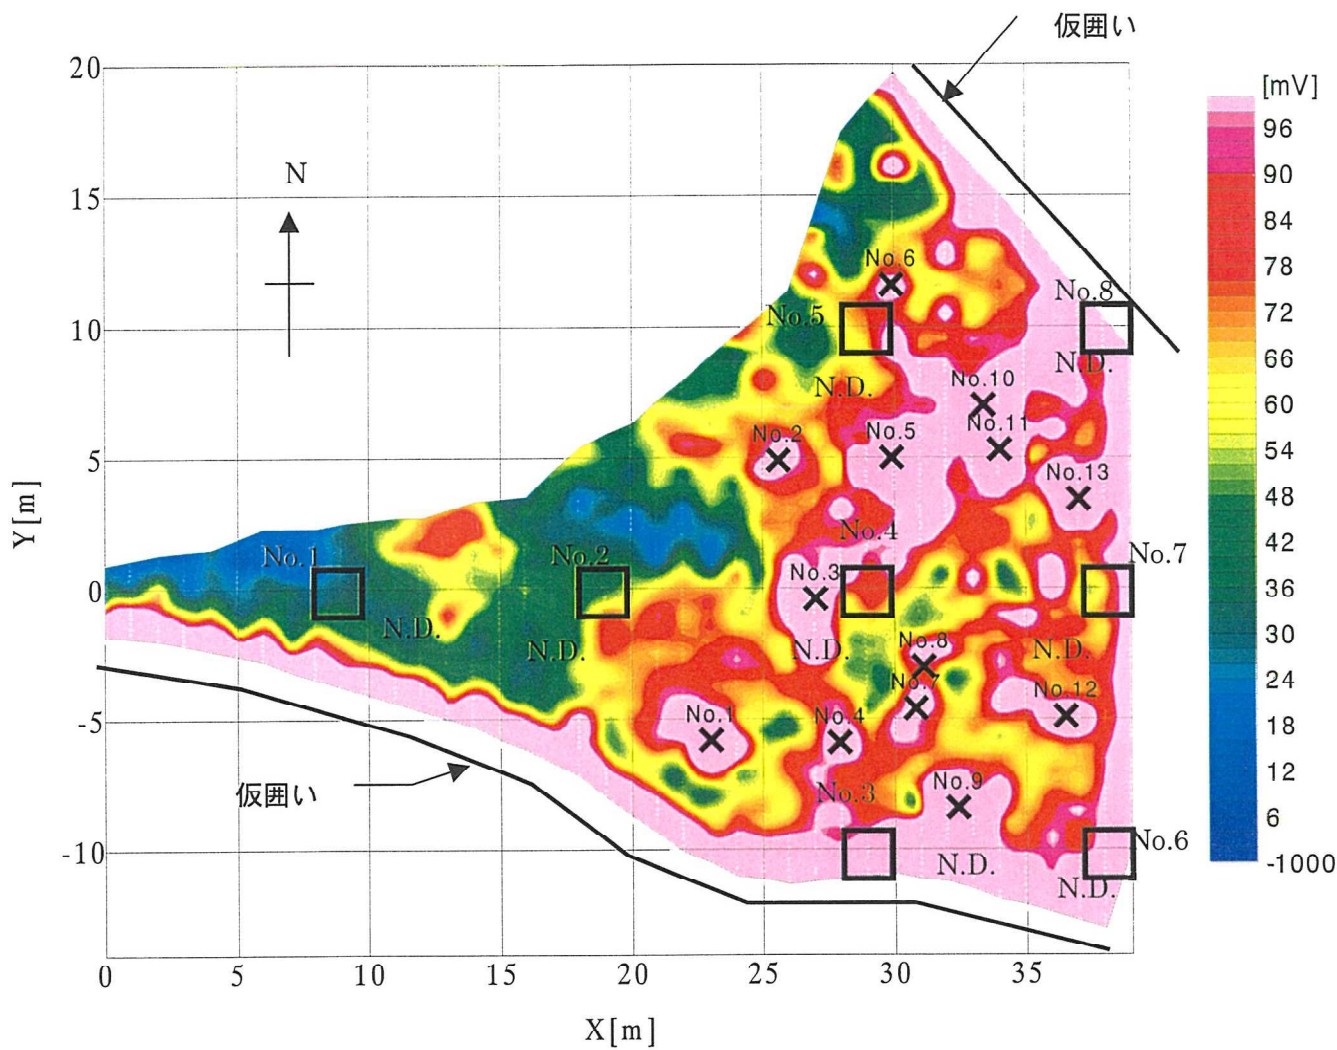 仮囲い
[mV]
20
96
N
90
15
84
No.6
78
No.8
72
No.5
10
N.D.
66
N.D.
No.10
60
No.2
No.5
No.11
54
5
No.13
48
Y[m]
No.4
42
No.1
No.2
No.7
No.3
36
0
N.D.
N.D.
N.D.
No.8
N.D.
30
No.7
No.12
24
-5
No.1
No.4
18
仮囲い
No.3
No.9
12
6
-10
N.D.
No.6
N.D.
-1000
0
5
10
15
20
25
30
35
X[m]